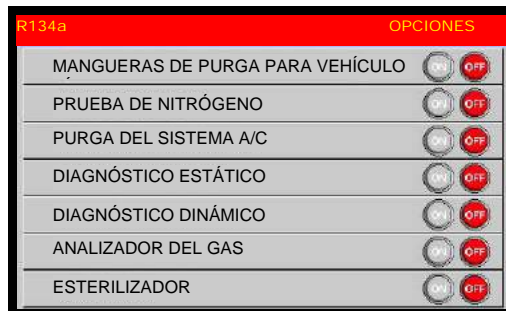 R134a OPCIONES
MANGUERAS DE PURGA PARA VEHÍCULO ON OFF
PRUEBA DE NITRÓGENO ON OFF
PURGA DEL SISTEMA A/C ON OFF
DIAGNÓSTICO ESTÁTICO ON OFF
DIAGNÓSTICO DINÁMICO ON OFF
ANALIZADOR DEL GAS ON OFF
ESTERILIZADOR ON OFF